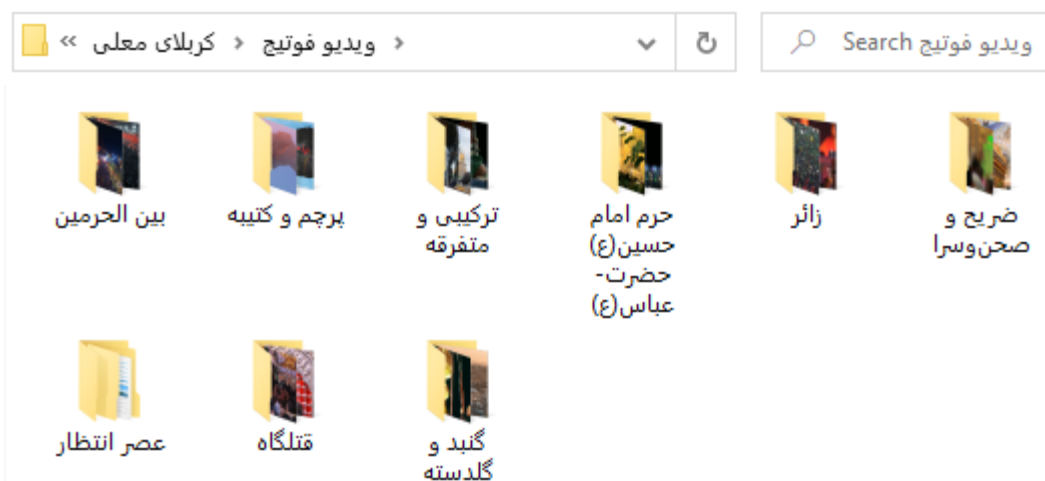 « کربلای معلی › ویدیو فوتیج ›
Search ویدیو فوتیج
بین الحرمین
پرچم و کتیبه
ترکیبی و
متفرقه
حرم امام
حسین(ع)
حضرت-
عباس(ع)
زائر
ضریح و
صحن‌وسرا
عصر انتظار
قتلگاه
گنبد و
گلدسته